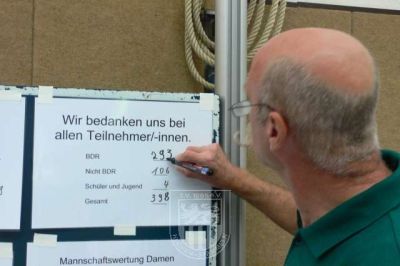 Wir bedanken uns bei
allen Teilnehmer/-innen.
BDR 293
Nicht BDR 101
Schüler und Jugend 4
Gesamt 398
Mannschaftswertung Damen